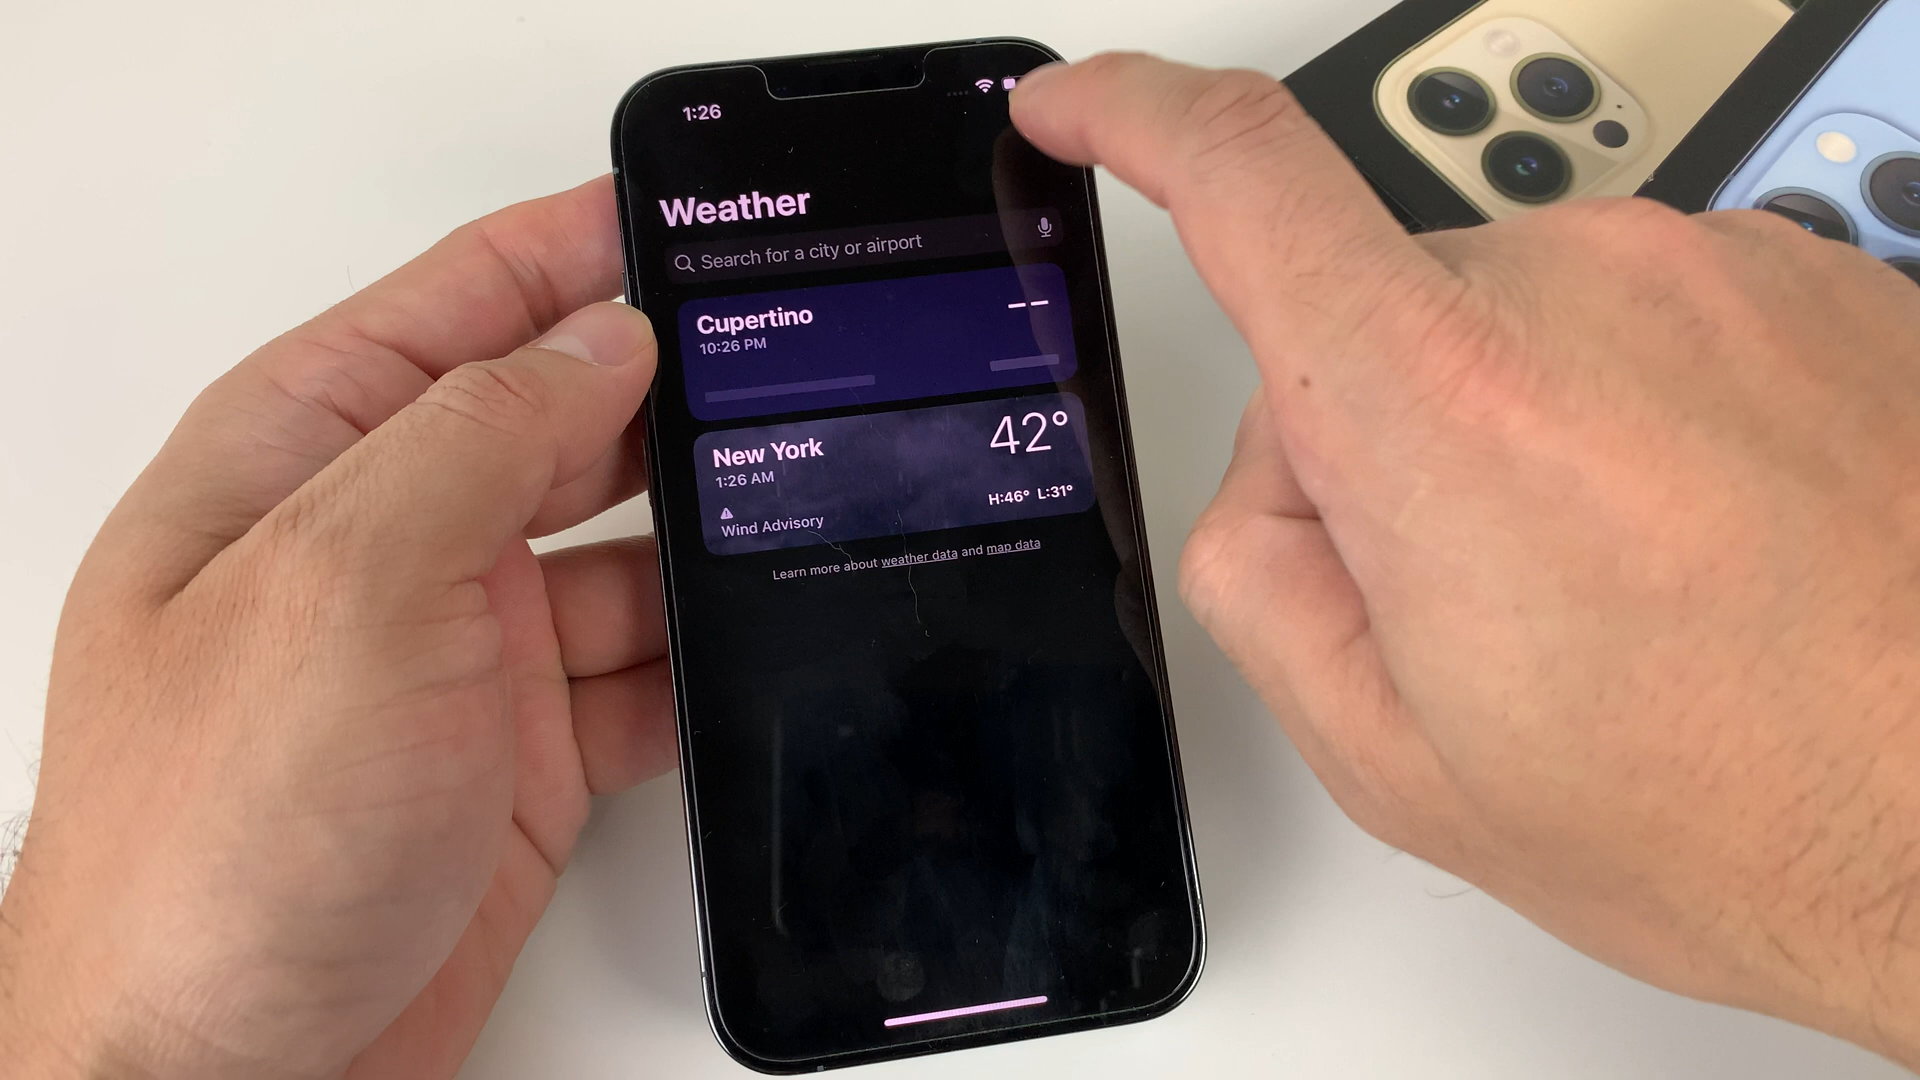 1:26
Weather
Search for a city or airport
Cupertino
--
10:26 PM
New York
42°
1:26 AM
H:46° L:31°
Wind Advisory
Learn more about weather data and map data